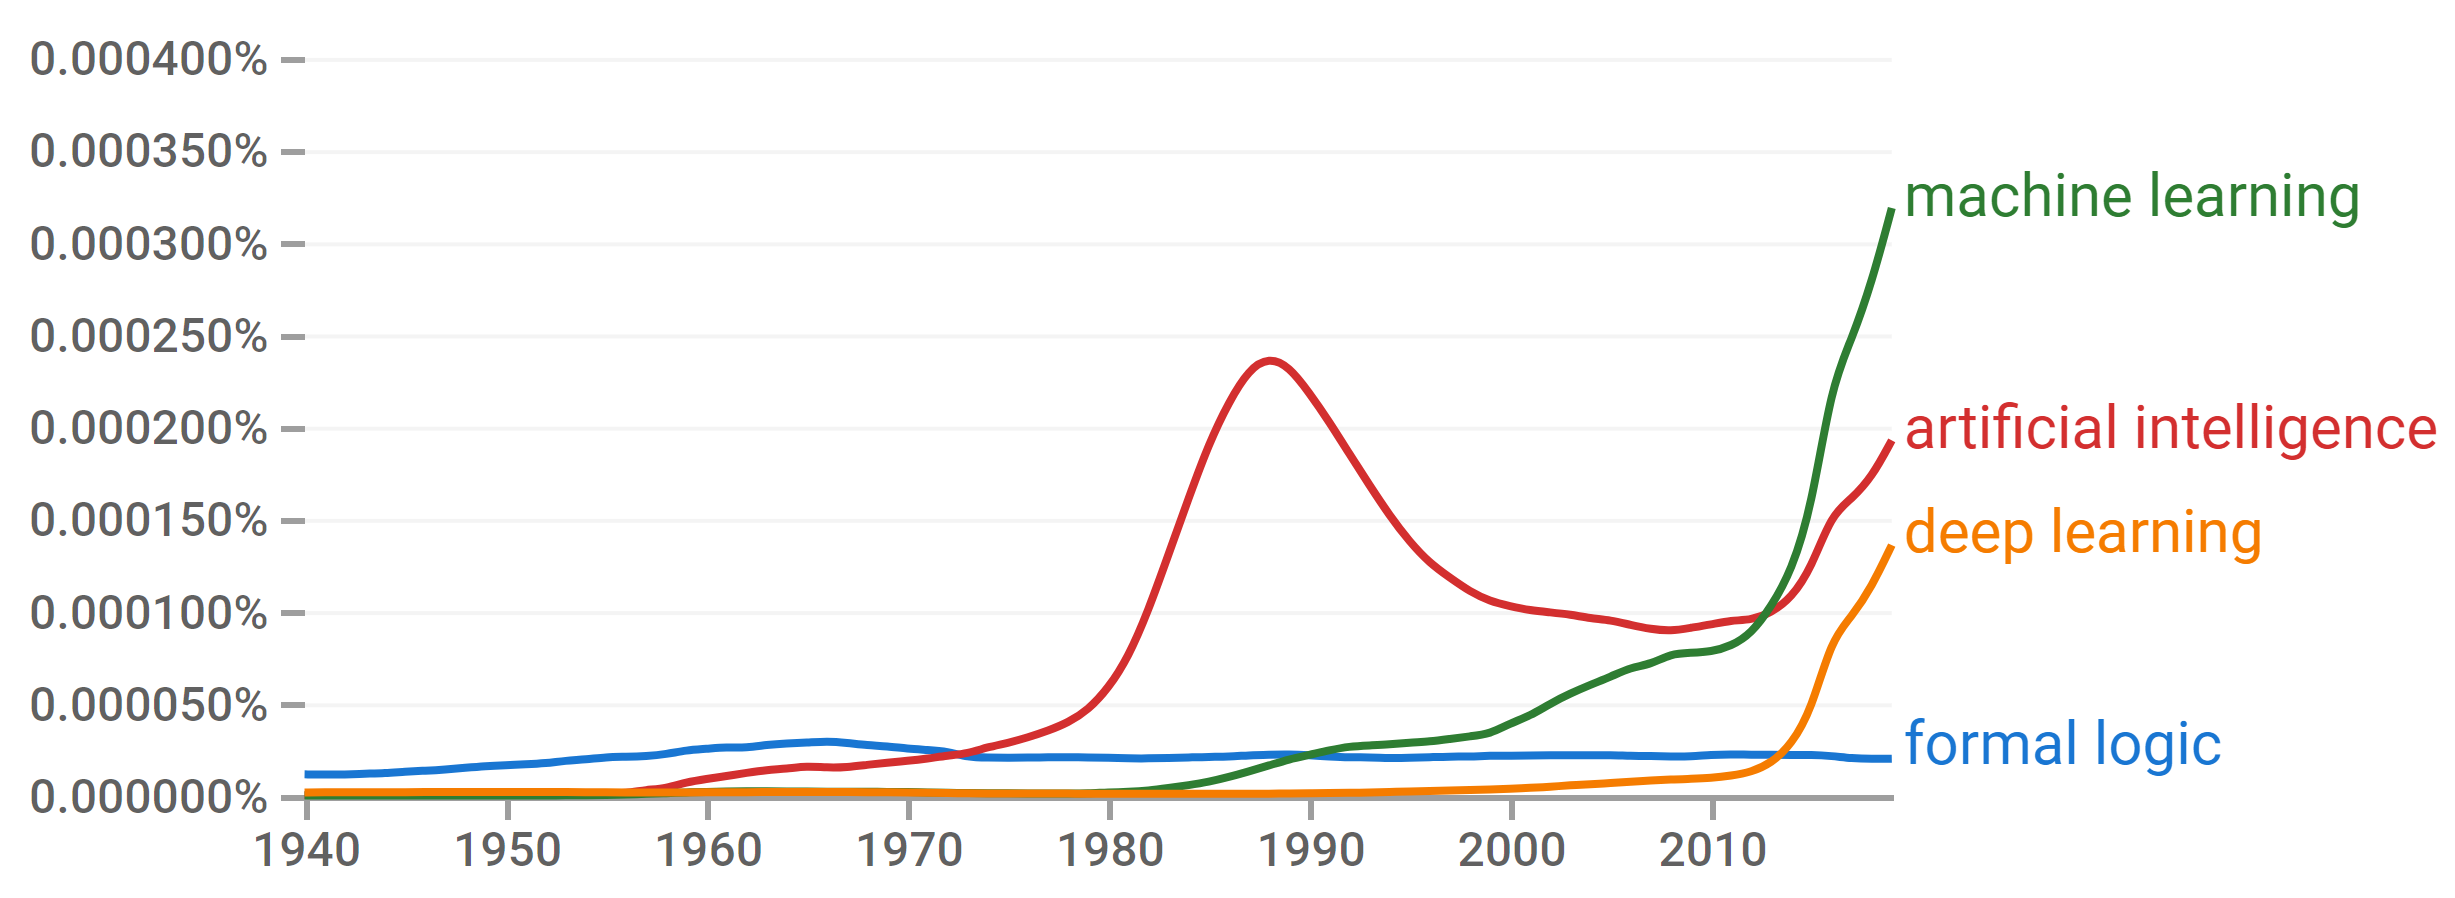 0.000400%
0.000350%
machine learning
0.000300%
0.000250%
0.000200%
artificial intelligence
0.000150%
deep learning
0.000100%
0.000050%
formal logic
0.000000%
1940 1950 1960 1970 1980 1990 2000 2010